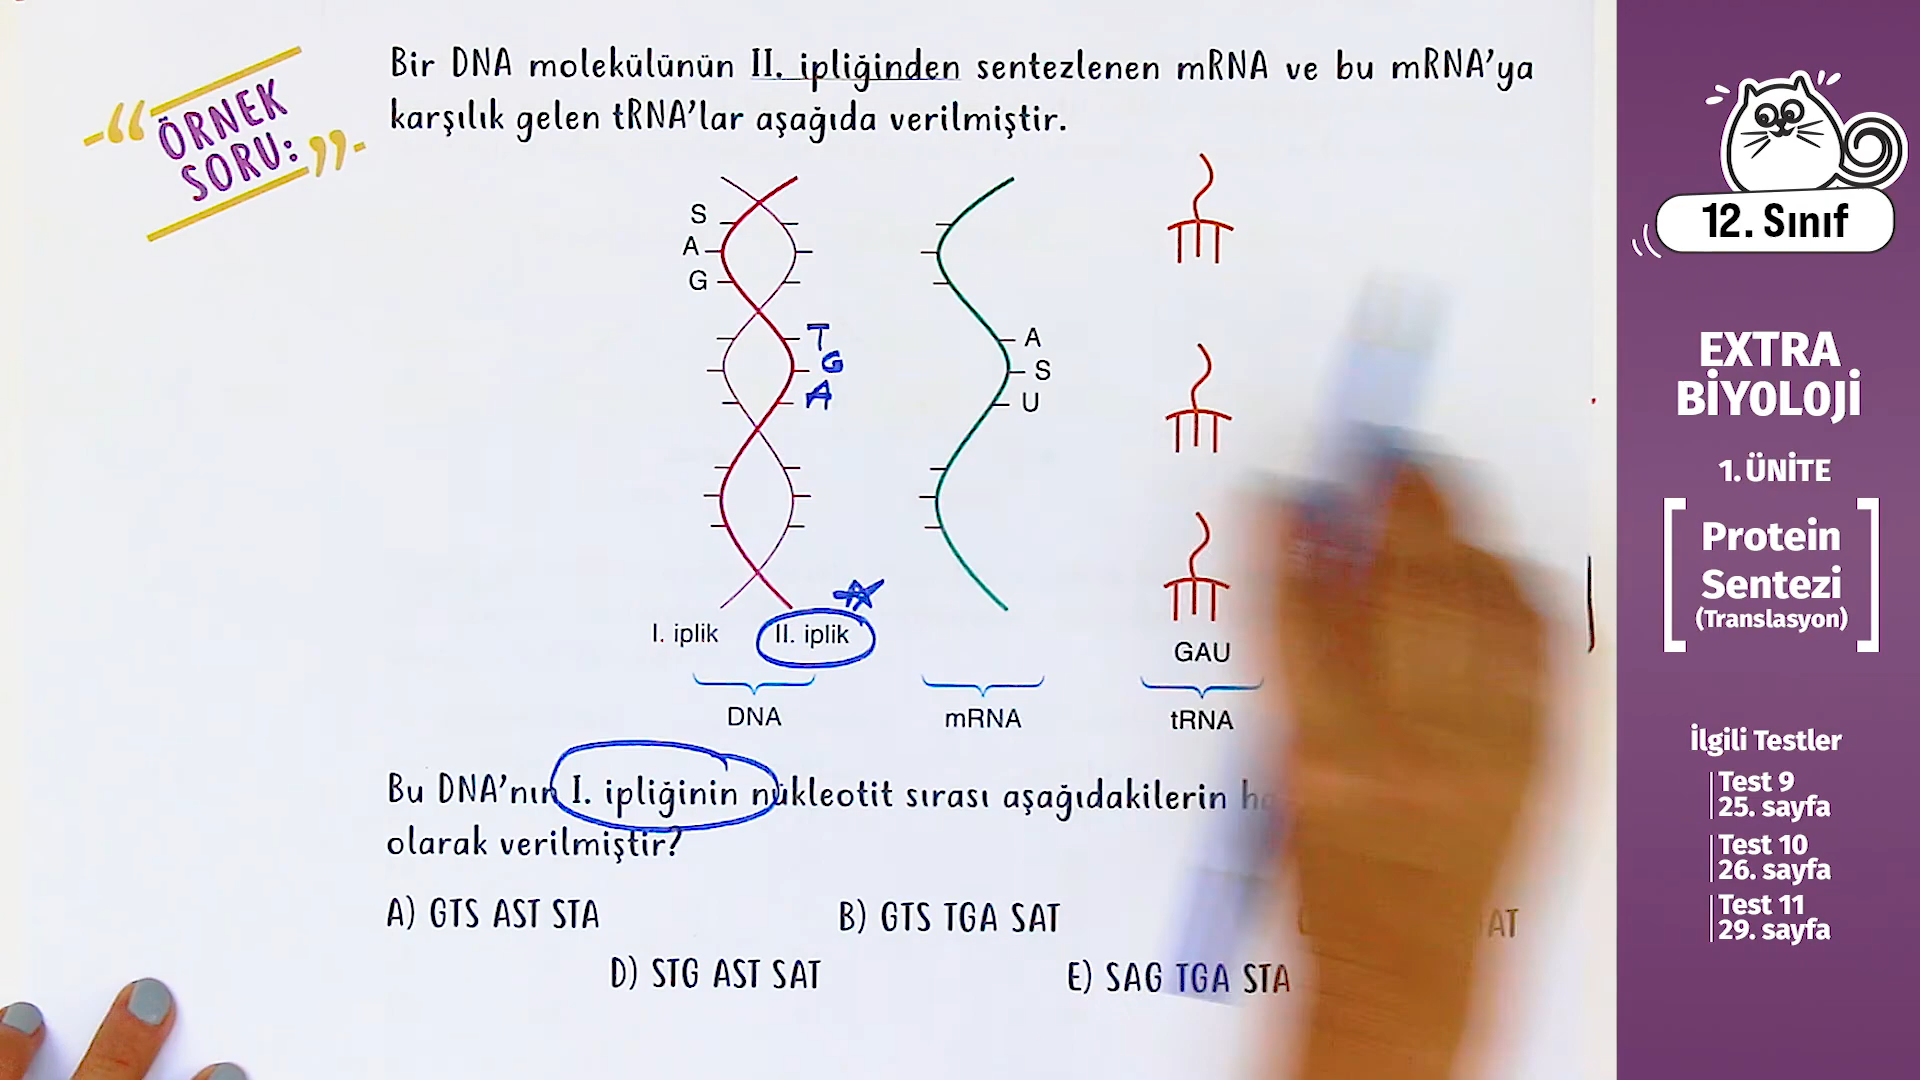 Bir DNA molekülünün II. ipliğinden sentezlenen mRNA ve bu mRNA'ya
karşılık gelen tRNA'lar aşağıda verilmiştir.
ÖRNEK
SORU:
S
A
G
T
G
A
A
S
U
I. iplik
II. iplik
GAU
DNA
mRNA
tRNA
Bu DNA'nın I. ipliğinin nükleotit sırası aşağıdakilerin
olarak verilmiştir?
A) GTS AST STA
B) GTS TGA SAT
AT
D) STG AST SAT
E) SAG TGA STA
12. Sınıf
EXTRA
BİYOLOJİ
1. ÜNİTE
Protein
Sentezi
(Translasyon)
İlgili Testler
Test 9
25. sayfa
Test 10
26. sayfa
Test 11
29. sayfa